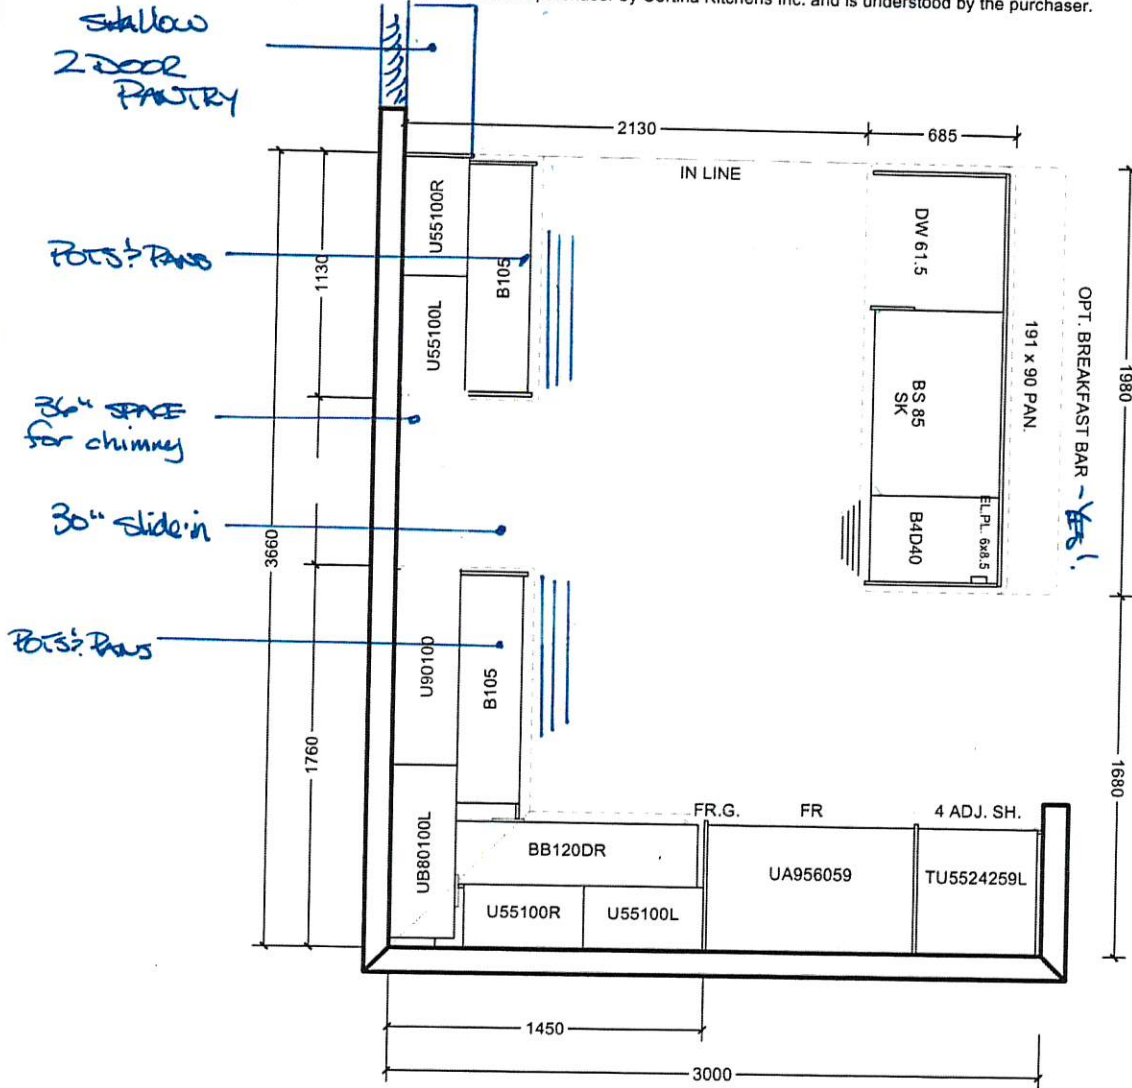 by Cortina Kitchens Inc. and is understood by the purchaser.
Shallow
2 DOOR
PANTRY
2130
685
IN LINE
U55100R
U55100L
B105
1130
POTS & PANS
36" SPACE
for chimney
30" slide-in
3660
POTS & PANS
1760
U90100
B105
UB80100L
DW 61.5
BS 85
SK
B4D40
EL.PL. 6x8.5
191 x 90 PAN.
OPT. BREAKFAST BAR - YES!
1980
1680
FR.G.
FR
4 ADJ. SH.
BB120DR
U55100R
U55100L
UA956059
TU5524259L
1450
3000